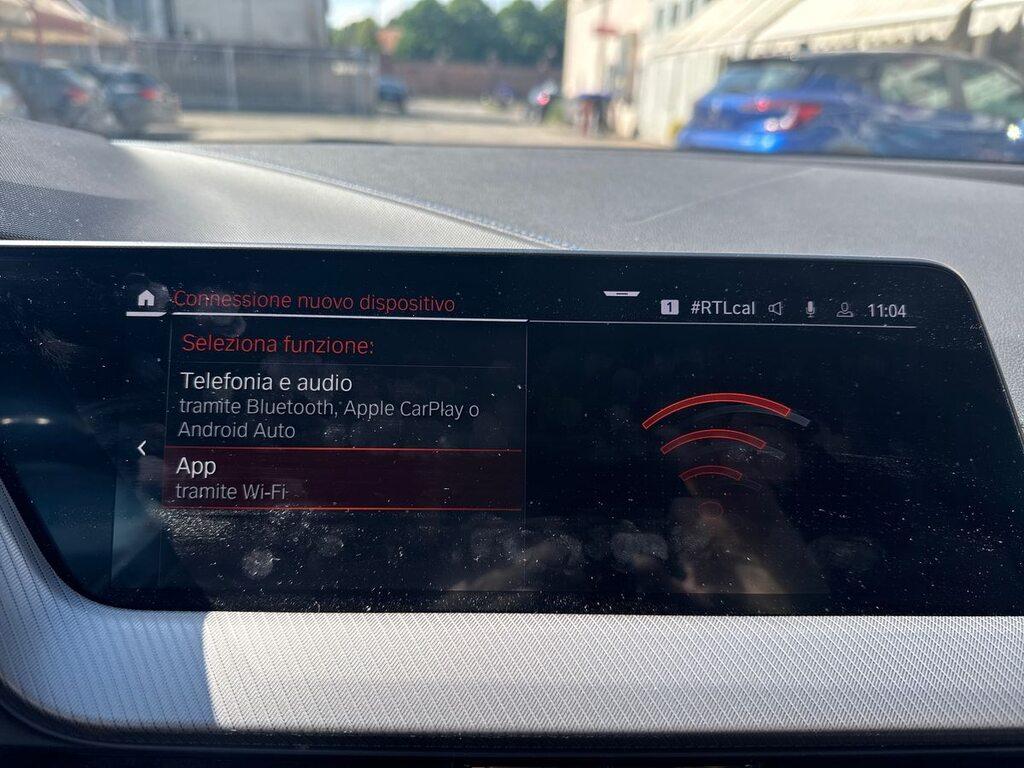 Connessione nuovo dispositivo
1 #RTLcal 11:04
Seleziona funzione:
Telefonia e audio
tramite Bluetooth, Apple CarPlay o
Android Auto
App
tramite Wi-Fi